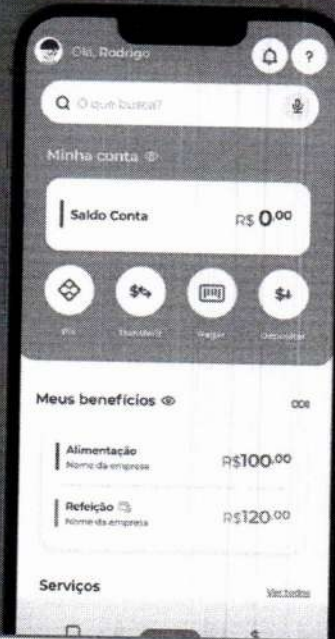 Olá, Rodrigo
?
O que busca?
Minha conta
Saldo Conta R$ 0,00
Pix Transferir Pagar Depositar
Meus benefícios
Alimentação
Nome da empresa R$100,00
Refeição
Nome da empresa R$120,00
Serviços Ver todos